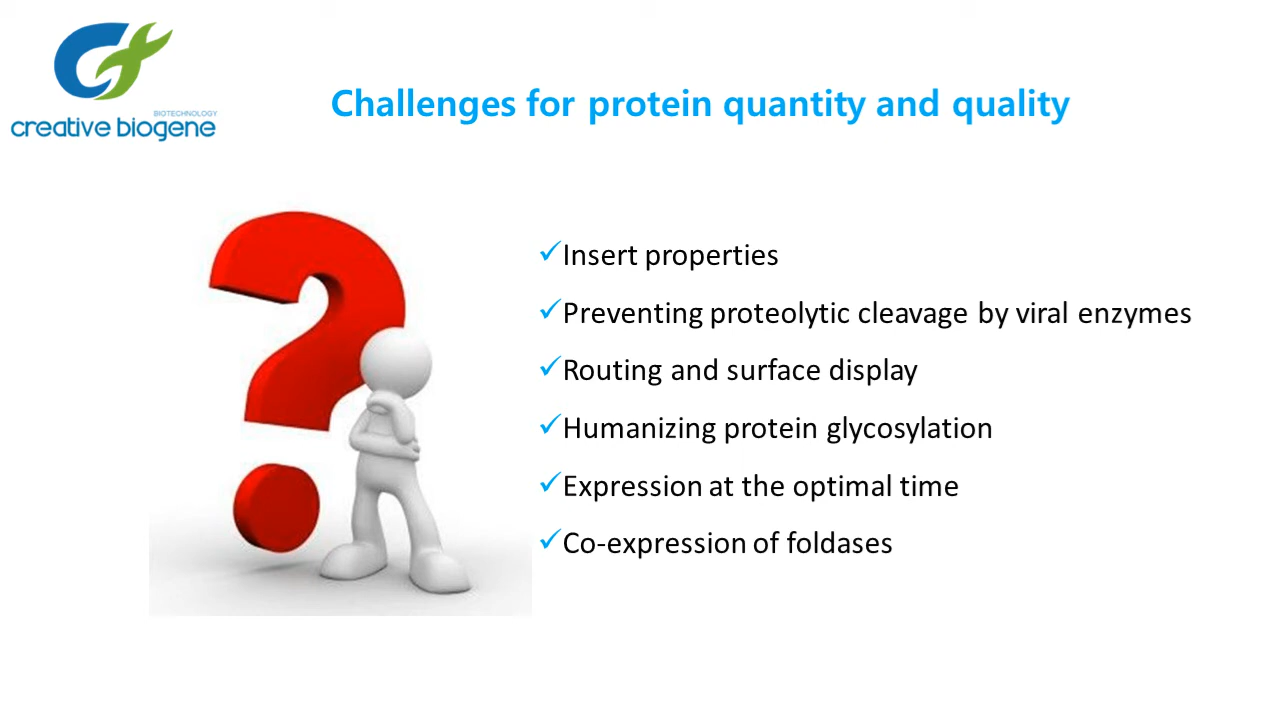 BIOTECHNOLOGY
creative biogene
Challenges for protein quantity and quality
✓Insert properties
✓Preventing proteolytic cleavage by viral enzymes
✓Routing and surface display
✓Humanizing protein glycosylation
✓Expression at the optimal time
✓Co-expression of foldases